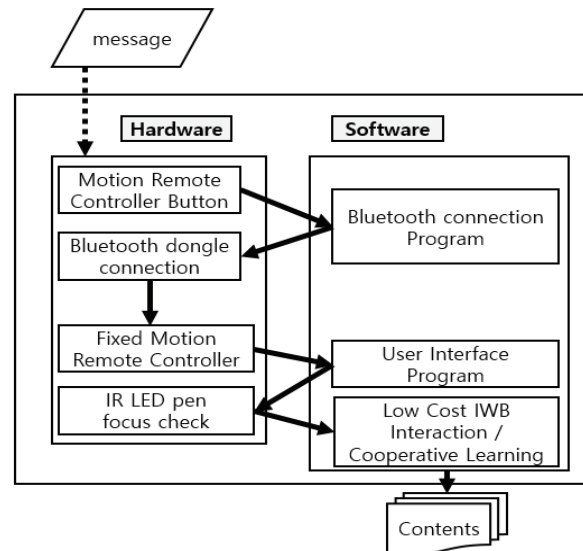 message
Hardware
Software
Motion Remote
Controller Button
Bluetooth connection
Program
Bluetooth dongle
connection
Fixed Motion
Remote Controller
User Interface
Program
IR LED pen
focus check
Low Cost IWB
Interaction /
Cooperative Learning
Contents